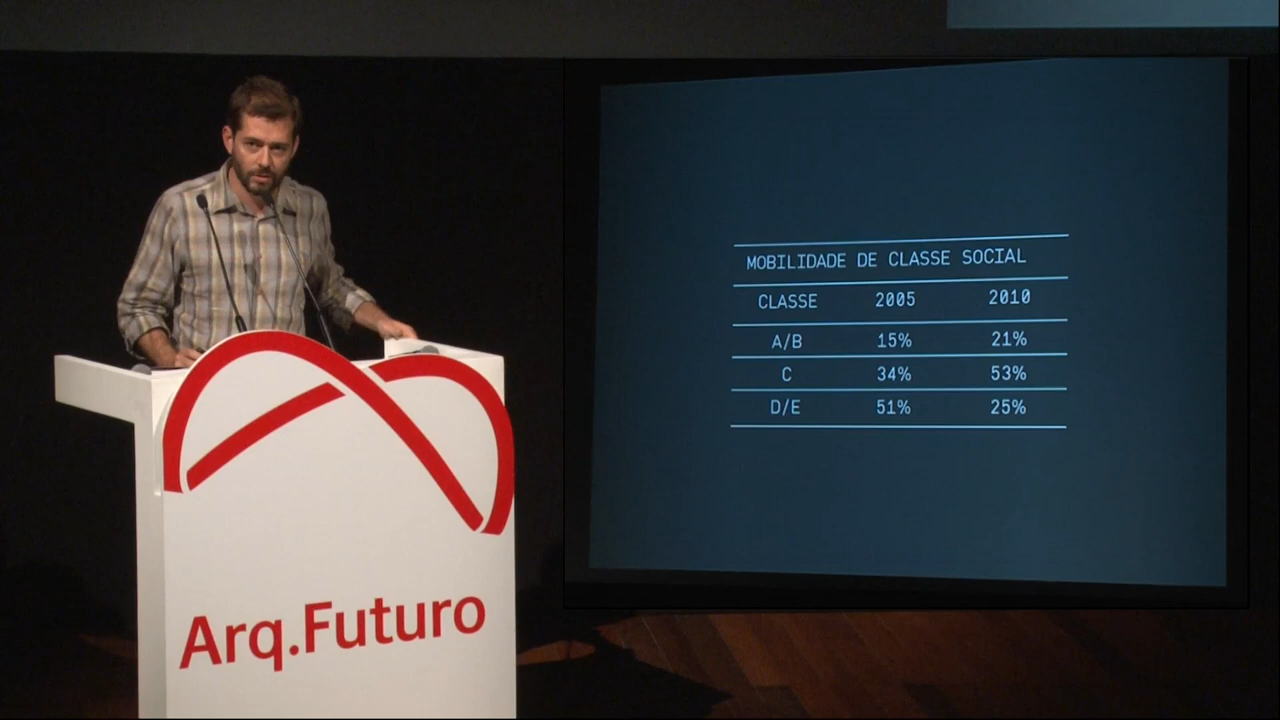 MOBILIDADE DE CLASSE SOCIAL
CLASSE 2005 2010
A/B 15% 21%
C 34% 53%
D/E 51% 25%
Arq.Futuro